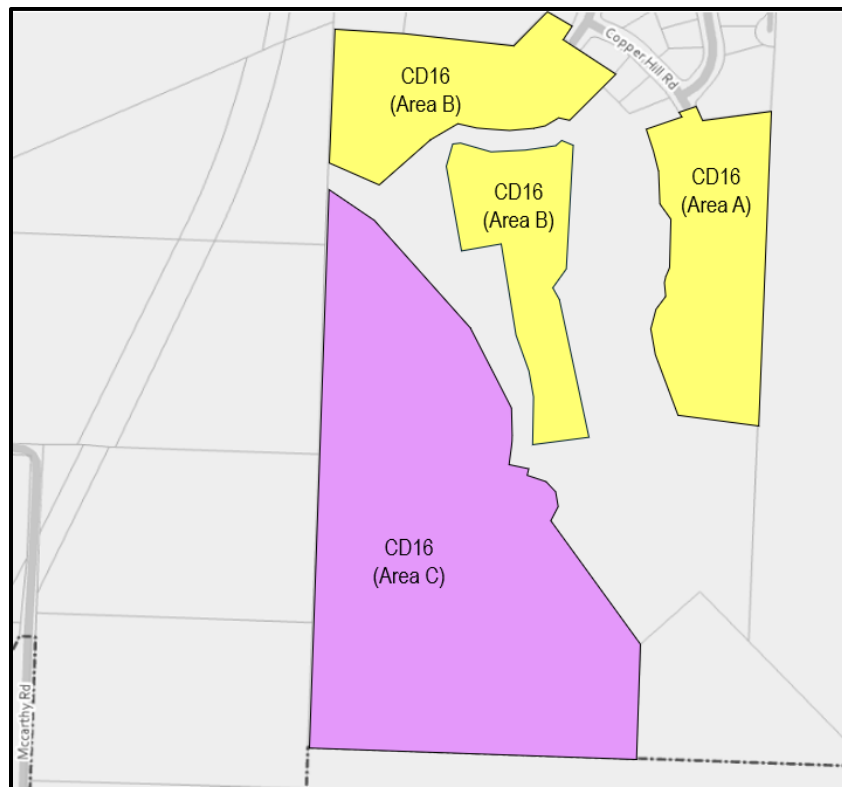 Copper Hill Rd
CD16
(Area B)
CD16
(Area B)
CD16
(Area A)
CD16
(Area C)
Mccarthy Rd